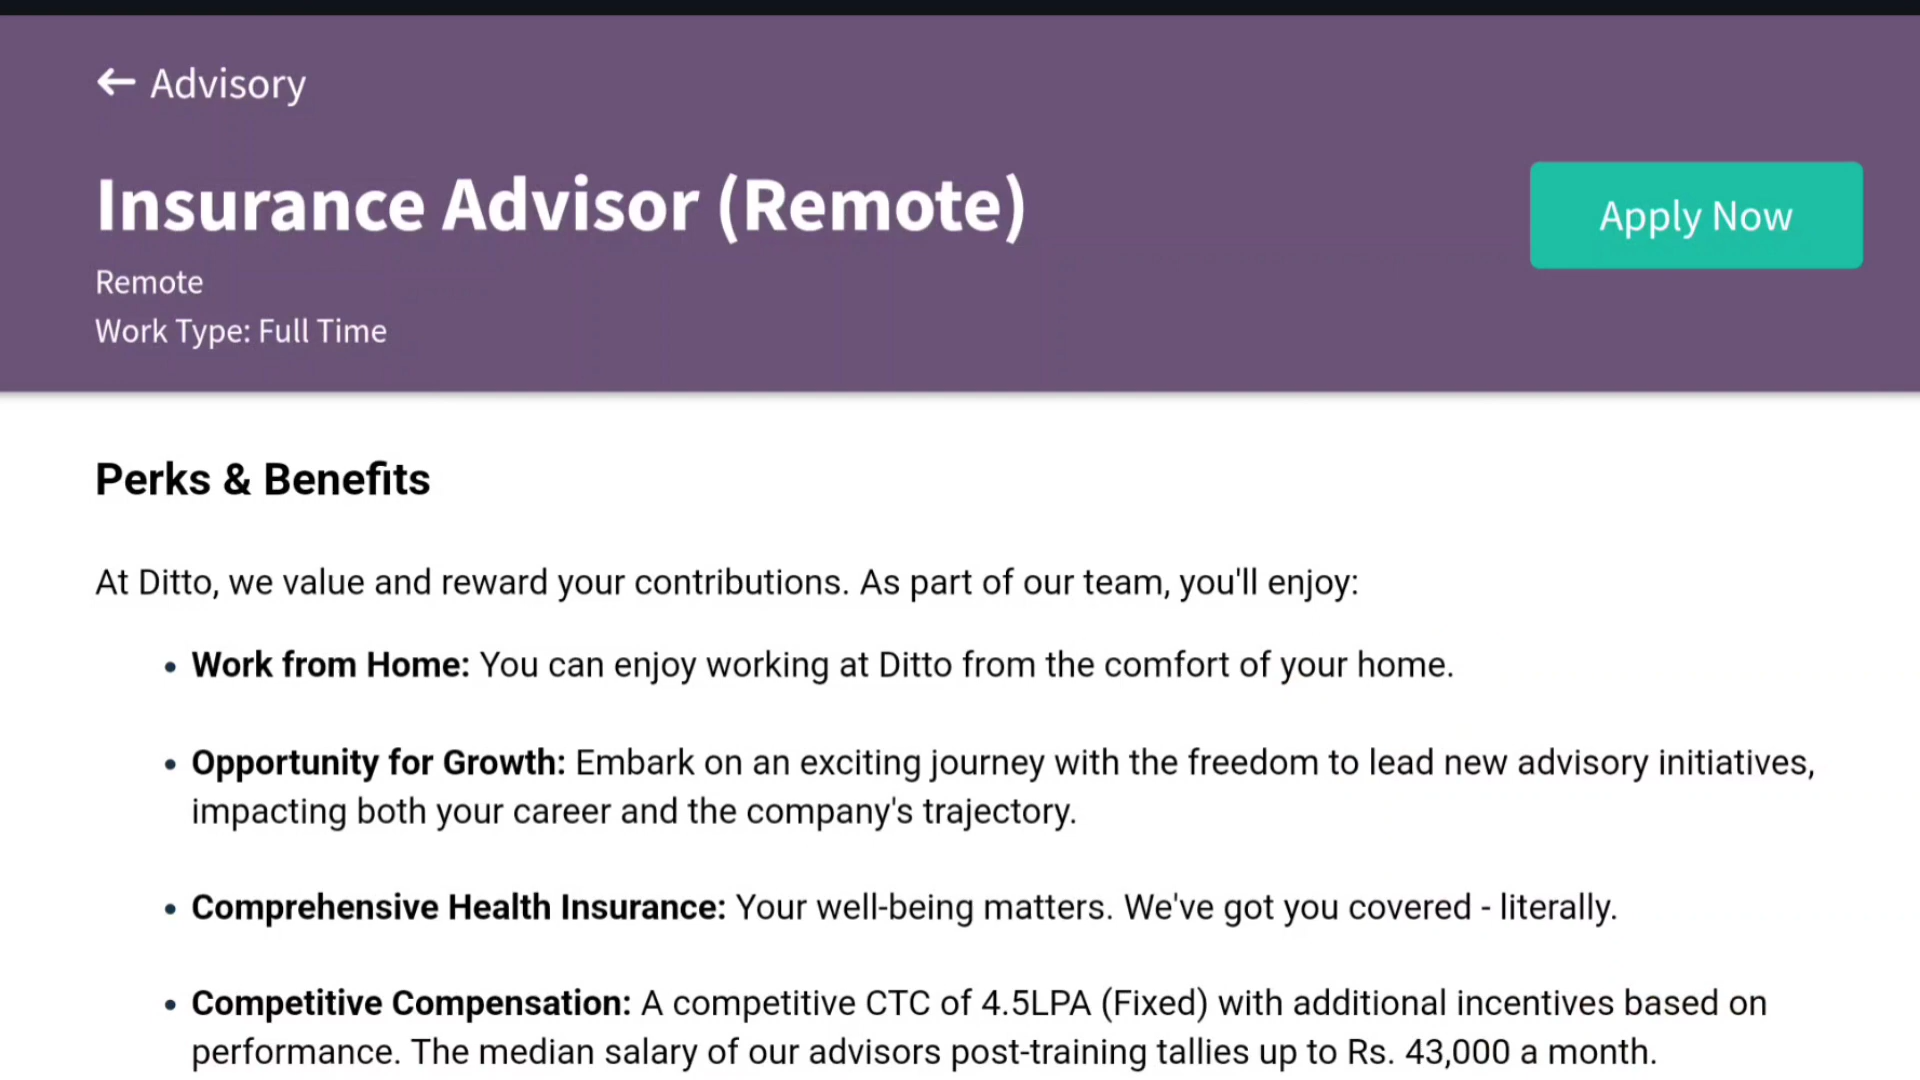 ← Advisory
Insurance Advisor (Remote)
Apply Now
Remote
Work Type: Full Time
Perks & Benefits
At Ditto, we value and reward your contributions. As part of our team, you'll enjoy:
• Work from Home: You can enjoy working at Ditto from the comfort of your home.
• Opportunity for Growth: Embark on an exciting journey with the freedom to lead new advisory initiatives,
impacting both your career and the company's trajectory.
• Comprehensive Health Insurance: Your well-being matters. We've got you covered - literally.
• Competitive Compensation: A competitive CTC of 4.5LPA (Fixed) with additional incentives based on
performance. The median salary of our advisors post-training tallies up to Rs. 43,000 a month.